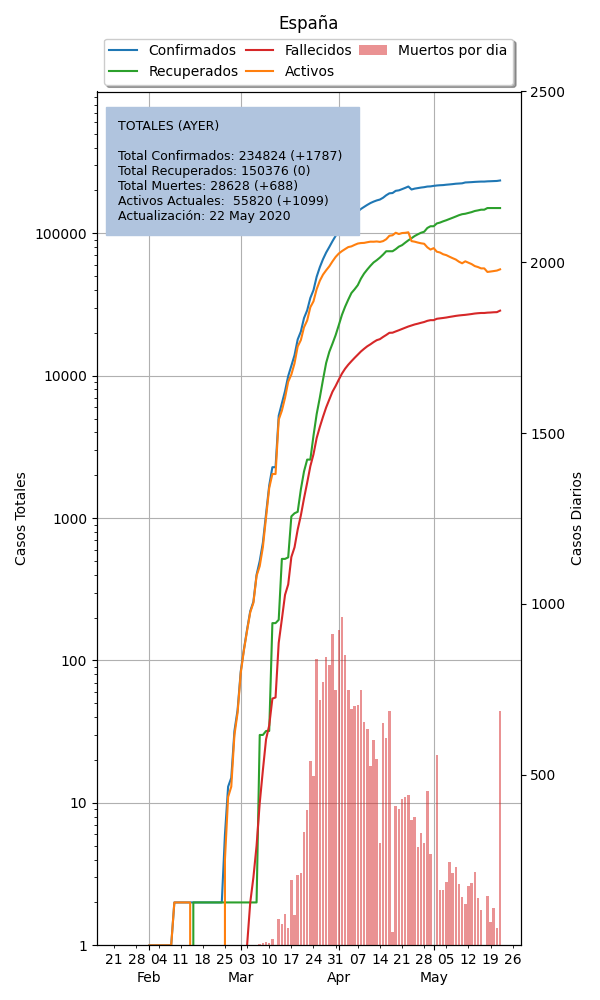 España
Confirmados Fallecidos Muertos por dia
Recuperados Activos
TOTALES (AYER)
Total Confirmados: 234824 (+1787)
Total Recuperados: 150376 (0)
Total Muertes: 28628 (+688)
Activos Actuales:  55820 (+1099)
Actualización: 22 May 2020
Casos Totales
100000
10000
1000
100
10
1
2500
2000
1500
1000
500
Casos Diarios
21 28 04 11 18 25 03 10 17 24 31 07 14 21 28 05 12 19 26
Feb Mar Apr May